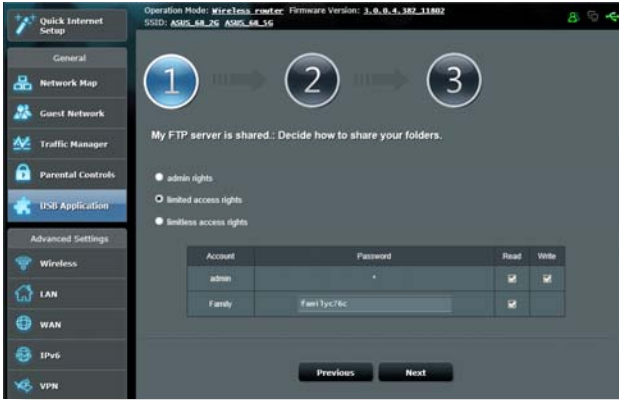 Operation Mode: Wireless router Firmware Version: 3.0.0.4.382_11802
SSID: ASUS_68_2G ASUS_68_5G
Quick Internet
Setup
General
Network Map
Guest Network
Traffic Manager
Parental Controls
USB Application
Advanced Settings
Wireless
LAN
WAN
IPv6
VPN
1 2 3
My FTP server is shared.: Decide how to share your folders.
admin rights
limited access rights
limitless access rights
Account Password Read Write
admin *
Family familyc76c
Previous Next